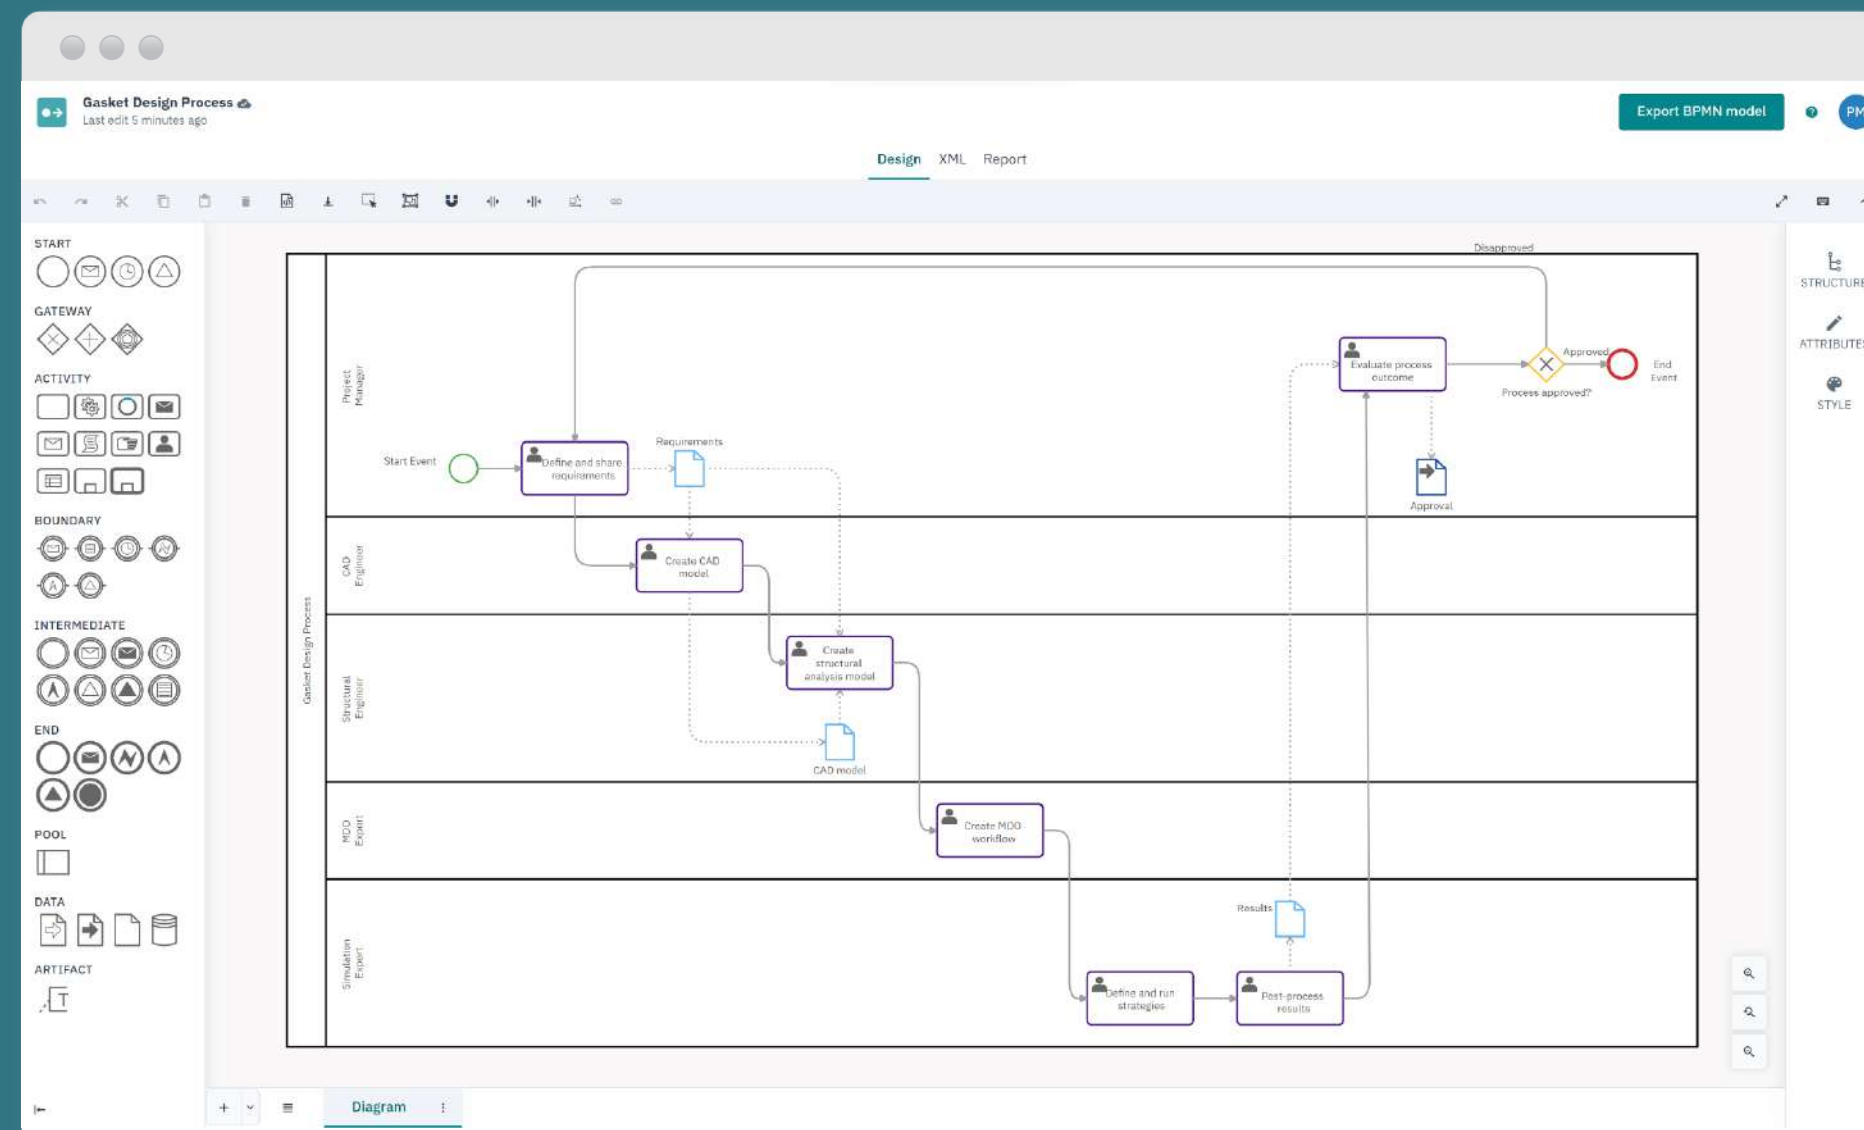 Gasket Design Process
Last edit 5 minutes ago
Export BPMN model
?
PM
Design XML Report
START
GATEWAY
ACTIVITY
BOUNDARY
INTERMEDIATE
END
POOL
DATA
ARTIFACT
T
STRUCTURE
ATTRIBUTES
STYLE
Gasket Design Process
Project
Manager
CAD
Engineer
Structural
Engineer
MDO
Expert
Simulation
Expert
Disapproved
Start Event
Define and share
requirements
Requirements
Evaluate process
outcome
Approved
Process approved?
End
Event
Approval
Create CAD
model
Create
structural
analysis model
CAD model
Create MDO
workflow
Results
Define and run
strategies
Post-process
results
Diagram